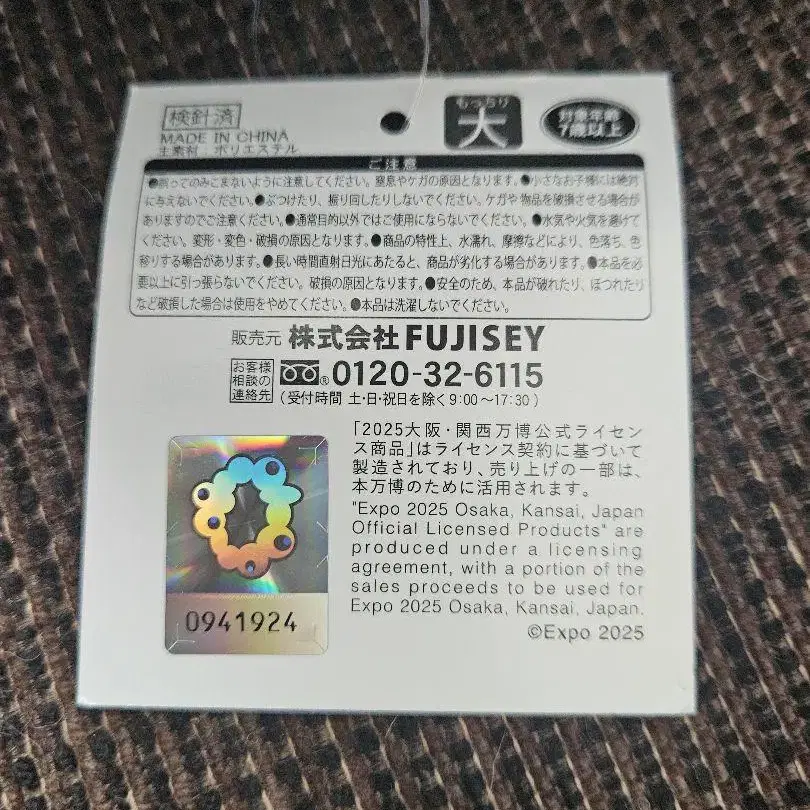 検針済
MADE IN CHINA
主素材：ポリエステル
もっちり
大
対象年齢
7歳以上
ご注意
●誤ってのみこまないように注意してください。窒息やケガの原因となります。●小さなお子様には絶対
に与えないでください。●ぶつけたり、振り回したりしないでください。ケガや物品を破損させる場合が
ありますのでご注意ください。●通常目的以外ではご使用にならないでください。●水気や火気を避けて
ください。変形・変色・破損の原因となります。●商品の特性上、水濡れ、摩擦などにより、色落ち、色
移りする場合があります。●長い時間直射日光にあたると、商品が劣化する場合があります。●本品を必
要以上に引っ張らないでください。破損の原因となります。●安全のため、本品が破れたり、ほつれたり
など破損した場合は使用をやめてください。●本品は洗濯しないでください。
販売元 株式会社FUJISEY
お客様
相談の
連絡先
0120-32-6115
（受付時間 土・日・祝日を除く9:00～17:30）
「2025大阪・関西万博公式ライセン
ス商品」はライセンス契約に基づいて
製造されており、売り上げの一部は、
本万博のために活用されます。
"Expo 2025 Osaka, Kansai, Japan
Official Licensed Products" are
produced under a licensing
agreement, with a portion of the
sales proceeds to be used for
Expo 2025 Osaka, Kansai, Japan.
©Expo 2025
0941924